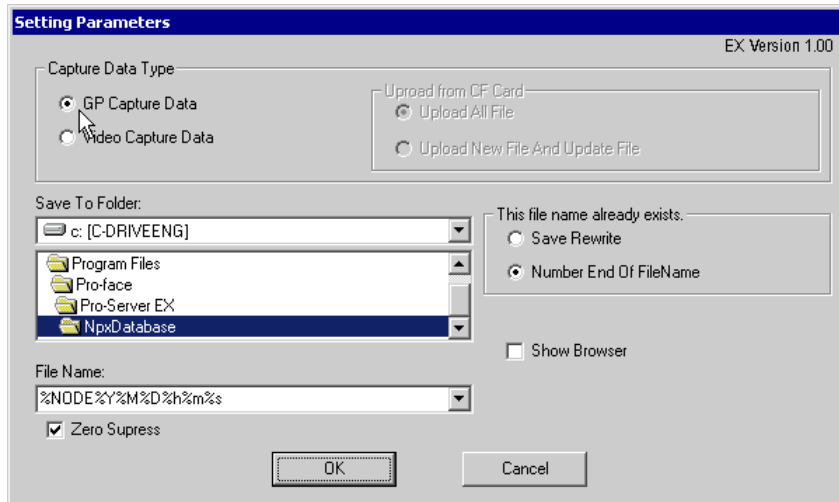 Setting Parameters
EX Version 1.00
Capture Data Type
GP Capture Data
Video Capture Data
Uproad from CF Card
Upload All File
Upload New File And Update File
Save To Folder:
c: [C-DRIVEENG]
Program Files
Pro-face
Pro-Server EX
NpxDatabase
This file name already exists.
Save Rewrite
Number End Of FileName
Show Browser
File Name:
%NODE%Y%M%D%h%m%s
Zero Supress
OK
Cancel